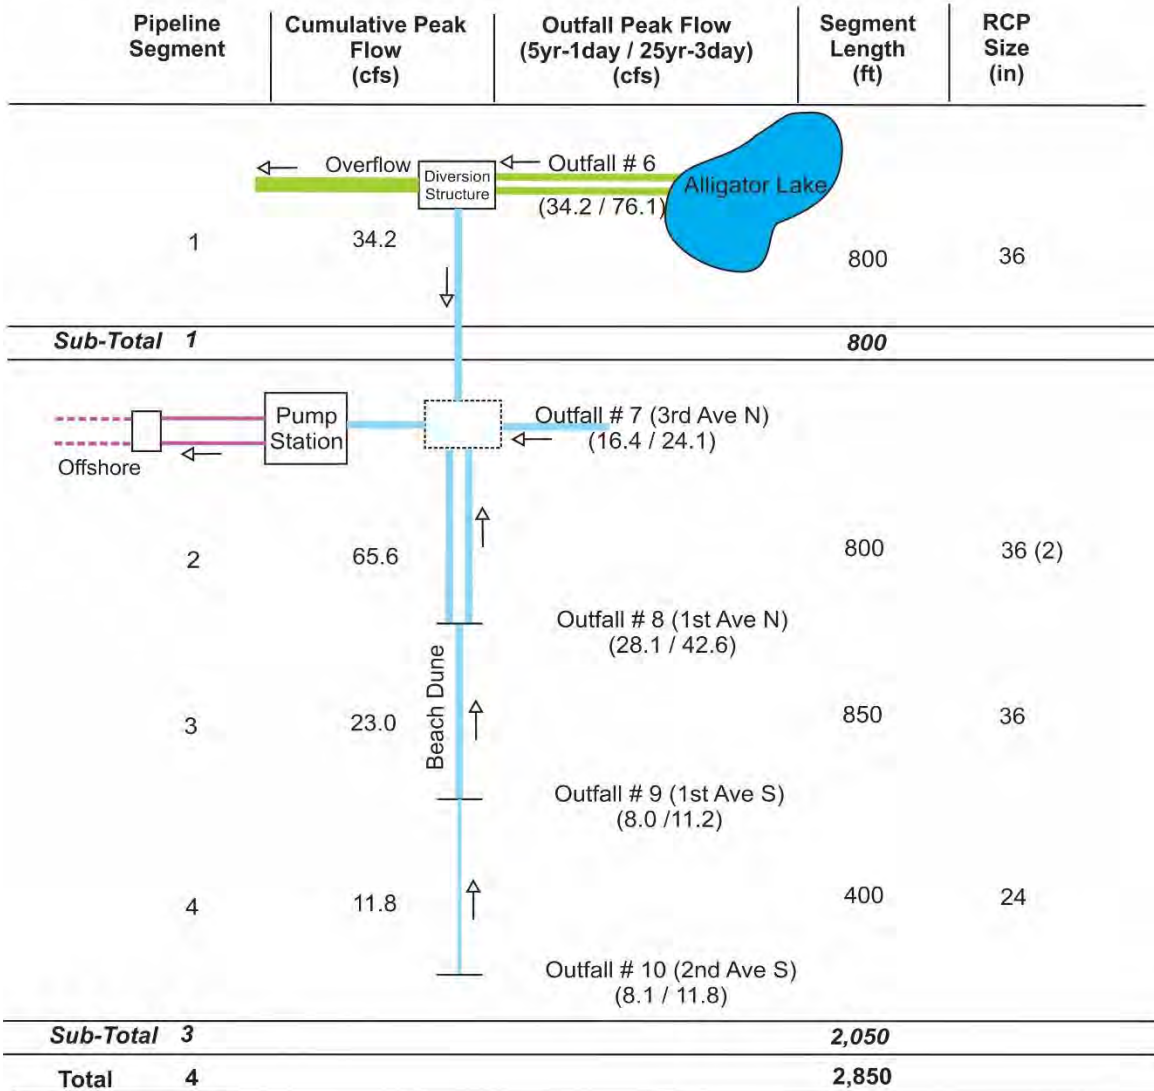 Pipeline Segment | Cumulative Peak Flow (cfs) | Outfall Peak Flow (5yr-1day / 25yr-3day) (cfs) | Segment Length (ft) | RCP Size (in)
Overflow
Diversion
Structure
Outfall # 6
(34.2 / 76.1)
Alligator Lake
1 34.2 800 36
Sub-Total 1 800
Pump
Station
Offshore
Outfall # 7 (3rd Ave N)
(16.4 / 24.1)
2 65.6 800 36 (2)
Outfall # 8 (1st Ave N)
(28.1 / 42.6)
Beach Dune
3 23.0 850 36
Outfall # 9 (1st Ave S)
(8.0 /11.2)
4 11.8 400 24
Outfall # 10 (2nd Ave S)
(8.1 / 11.8)
Sub-Total 3 2,050
Total 4 2,850